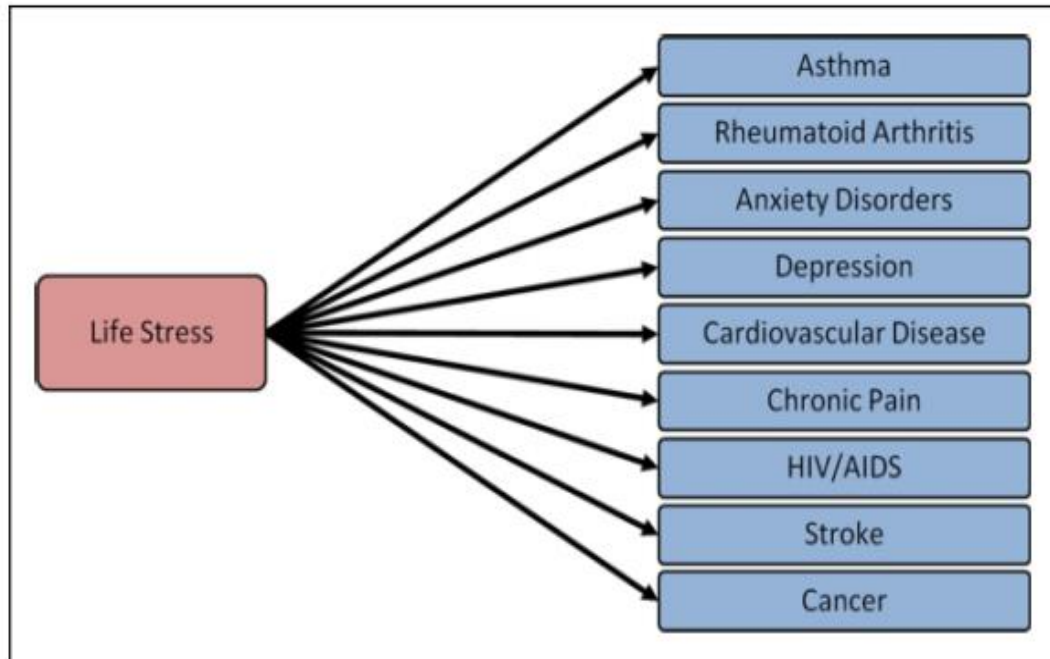 Asthma
Rheumatoid Arthritis
Anxiety Disorders
Depression
Life Stress
Cardiovascular Disease
Chronic Pain
HIV/AIDS
Stroke
Cancer